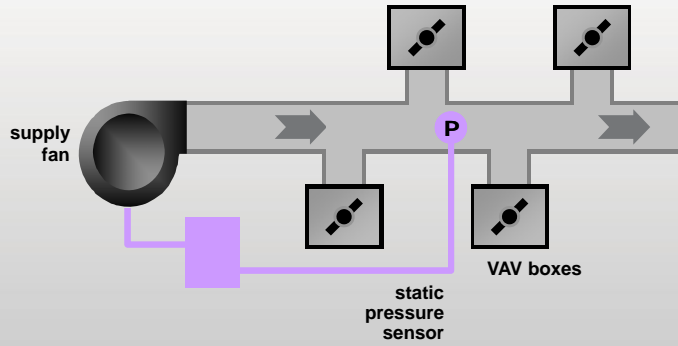 supply
fan
P
VAV boxes
static
pressure
sensor